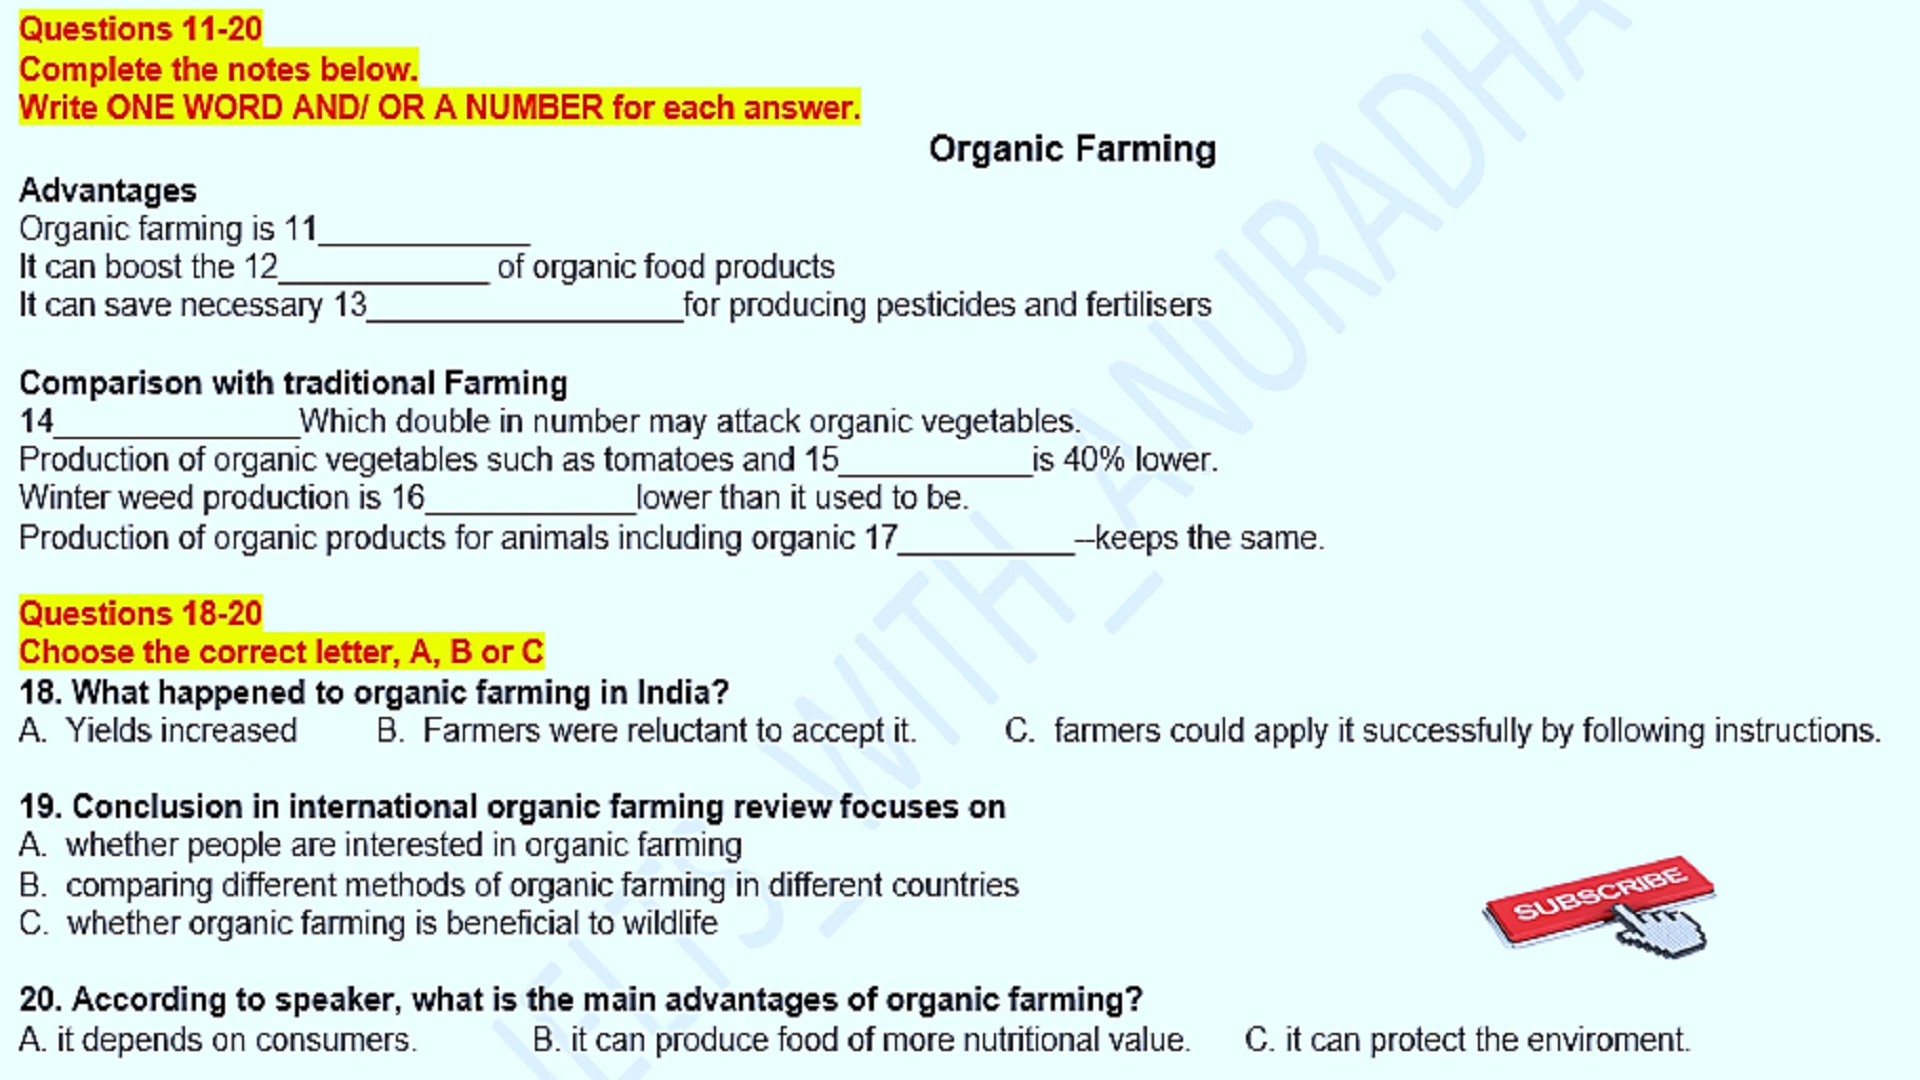 Questions 11-20
Complete the notes below.
Write ONE WORD AND/ OR A NUMBER for each answer.
Organic Farming
Advantages
Organic farming is 11____________
It can boost the 12____________ of organic food products
It can save necessary 13__________________for producing pesticides and fertilisers
Comparison with traditional Farming
14______________Which double in number may attack organic vegetables.
Production of organic vegetables such as tomatoes and 15___________is 40% lower.
Winter weed production is 16____________lower than it used to be.
Production of organic products for animals including organic 17__________--keeps the same.
Questions 18-20
Choose the correct letter, A, B or C
18. What happened to organic farming in India?
A. Yields increased B. Farmers were reluctant to accept it. C. farmers could apply it successfully by following instructions.
19. Conclusion in international organic farming review focuses on
A. whether people are interested in organic farming
B. comparing different methods of organic farming in different countries
C. whether organic farming is beneficial to wildlife
SUBSCRIBE
20. According to speaker, what is the main advantages of organic farming?
A. it depends on consumers. B. it can produce food of more nutritional value. C. it can protect the enviroment.
IELTS_WITH_ANURADHA